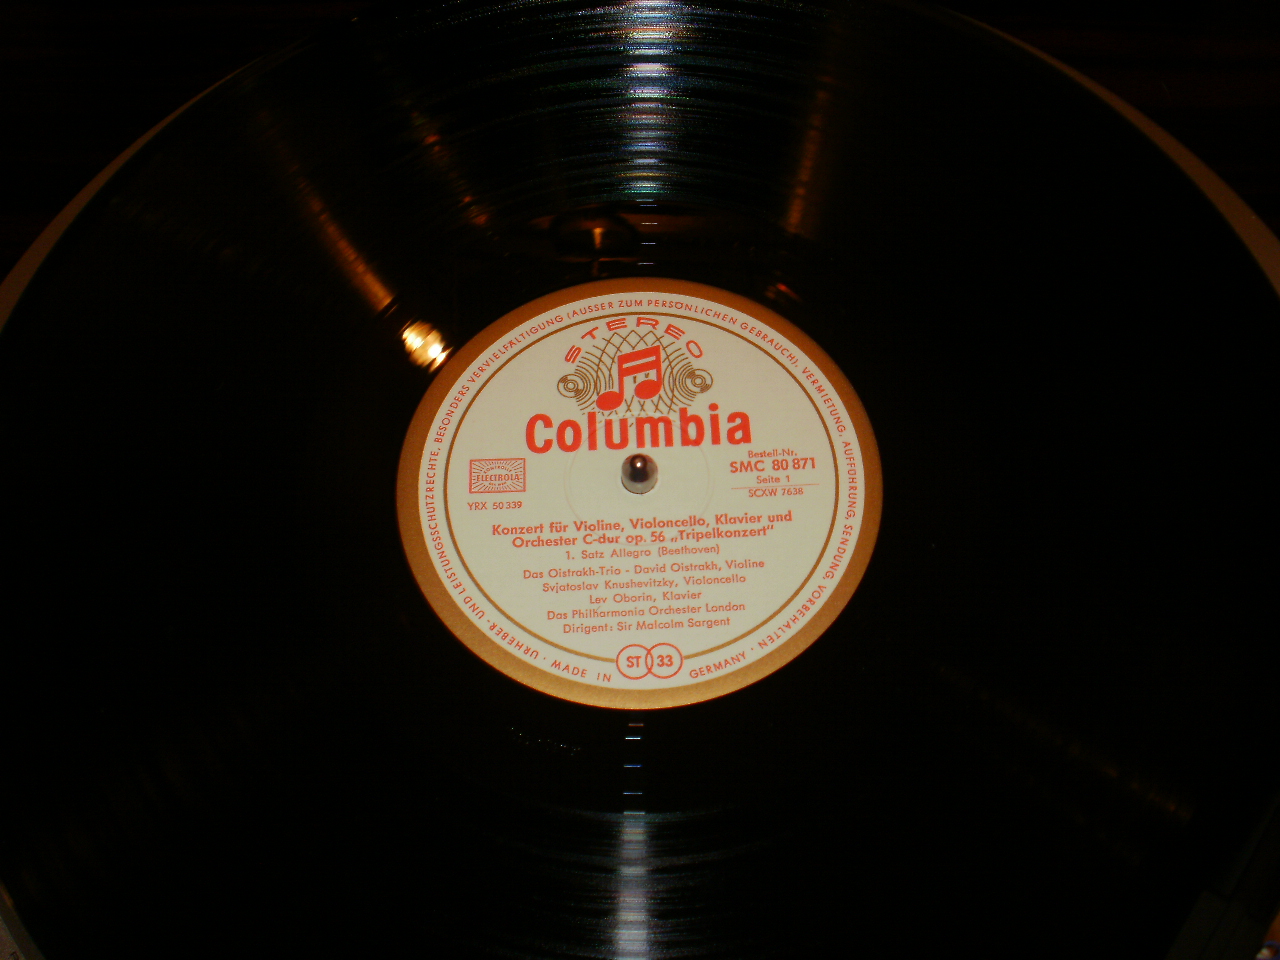 URHEBER- UND LEISTUNGSSCHUTZRECHTE, BESONDERS VERVIELFÄLTIGUNG (AUSSER ZUM PERSÖNLICHEN GEBRAUCH), VERMIETUNG, AUFFÜHRUNG, SENDUNG, VORBEHALTEN ·
STEREO
Columbia
ELECTROLA
YRX 50 339
Bestell-Nr.
SMC 80 871
Seite 1
SCXW 7638
Konzert für Violine, Violoncello, Klavier und
Orchester C-dur op. 56 „Tripelkonzert"
1. Satz Allegro (Beethoven)
Das Oistrakh-Trio - David Oistrakh, Violine
Svjatoslav Knushevitzky, Violoncello
Lev Oborin, Klavier
Das Philharmonia Orchester London
Dirigent: Sir Malcolm Sargent
ST 33
· MADE IN GERMANY ·